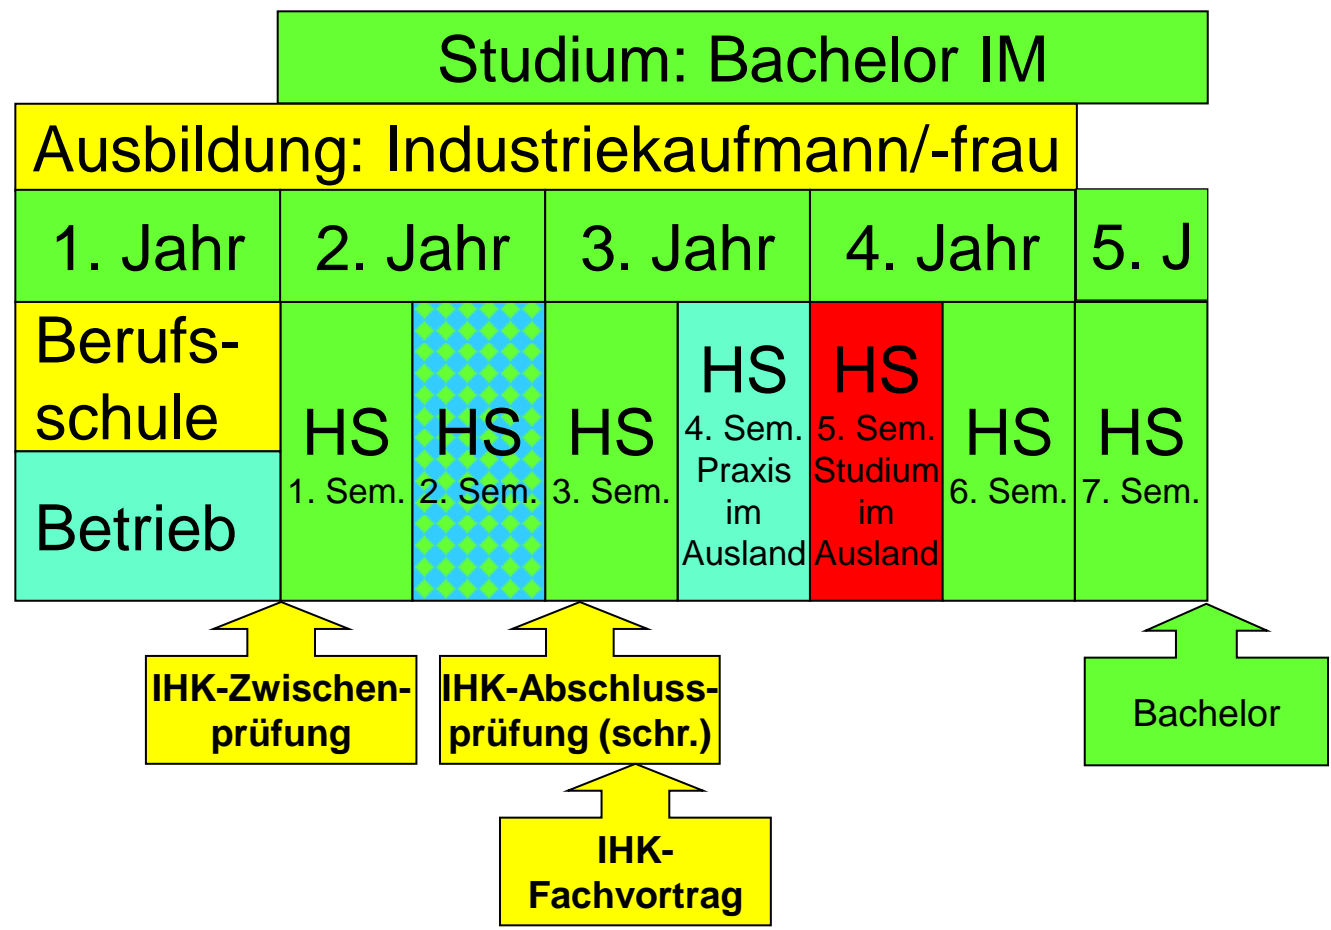 Studium: Bachelor IM
Ausbildung: Industriekaufmann/-frau
1. Jahr
2. Jahr
3. Jahr
4. Jahr
5. J
Berufs-
schule
Betrieb
HS
1. Sem.
HS
2. Sem.
HS
3. Sem.
HS
4. Sem.
Praxis
im
Ausland
HS
5. Sem.
Studium
im
Ausland
HS
6. Sem.
HS
7. Sem.
IHK-Zwischen-
prüfung
IHK-Abschluss-
prüfung (schr.)
Bachelor
IHK-
Fachvortrag